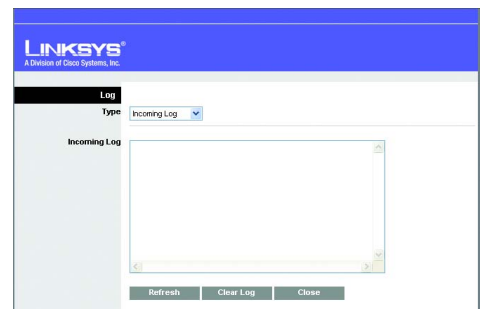 LINKSYS®
A Division of Cisco Systems, Inc.
Log
Type
Incoming Log
Incoming Log
Refresh
Clear Log
Close